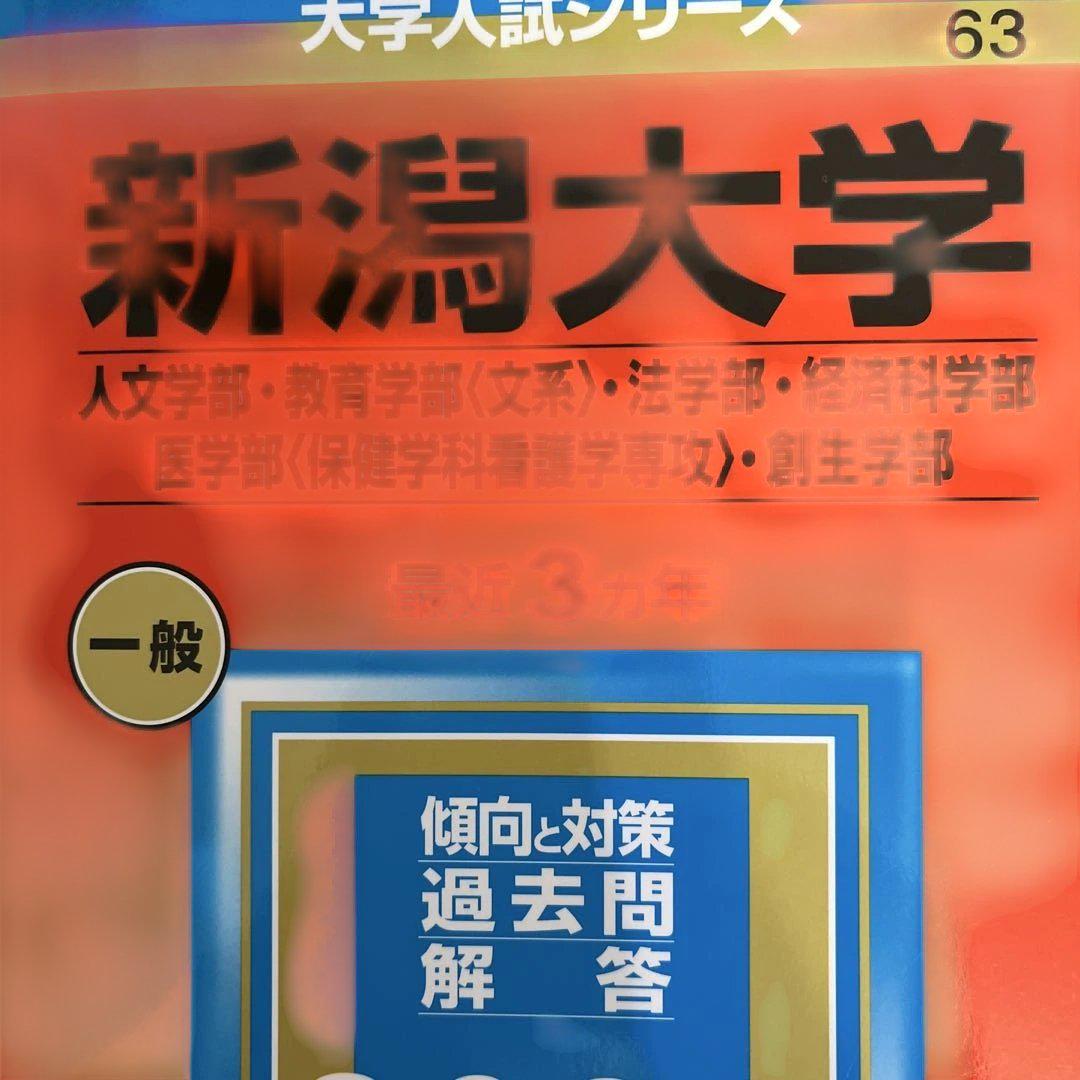 大学入試シリーズ
63
新潟大学
人文学部・教育学部〈文系〉・法学部・経済科学部
医学部〈保健学科看護学専攻〉・創生学部
最近3カ年
一般
傾向と対策
過去問
解答